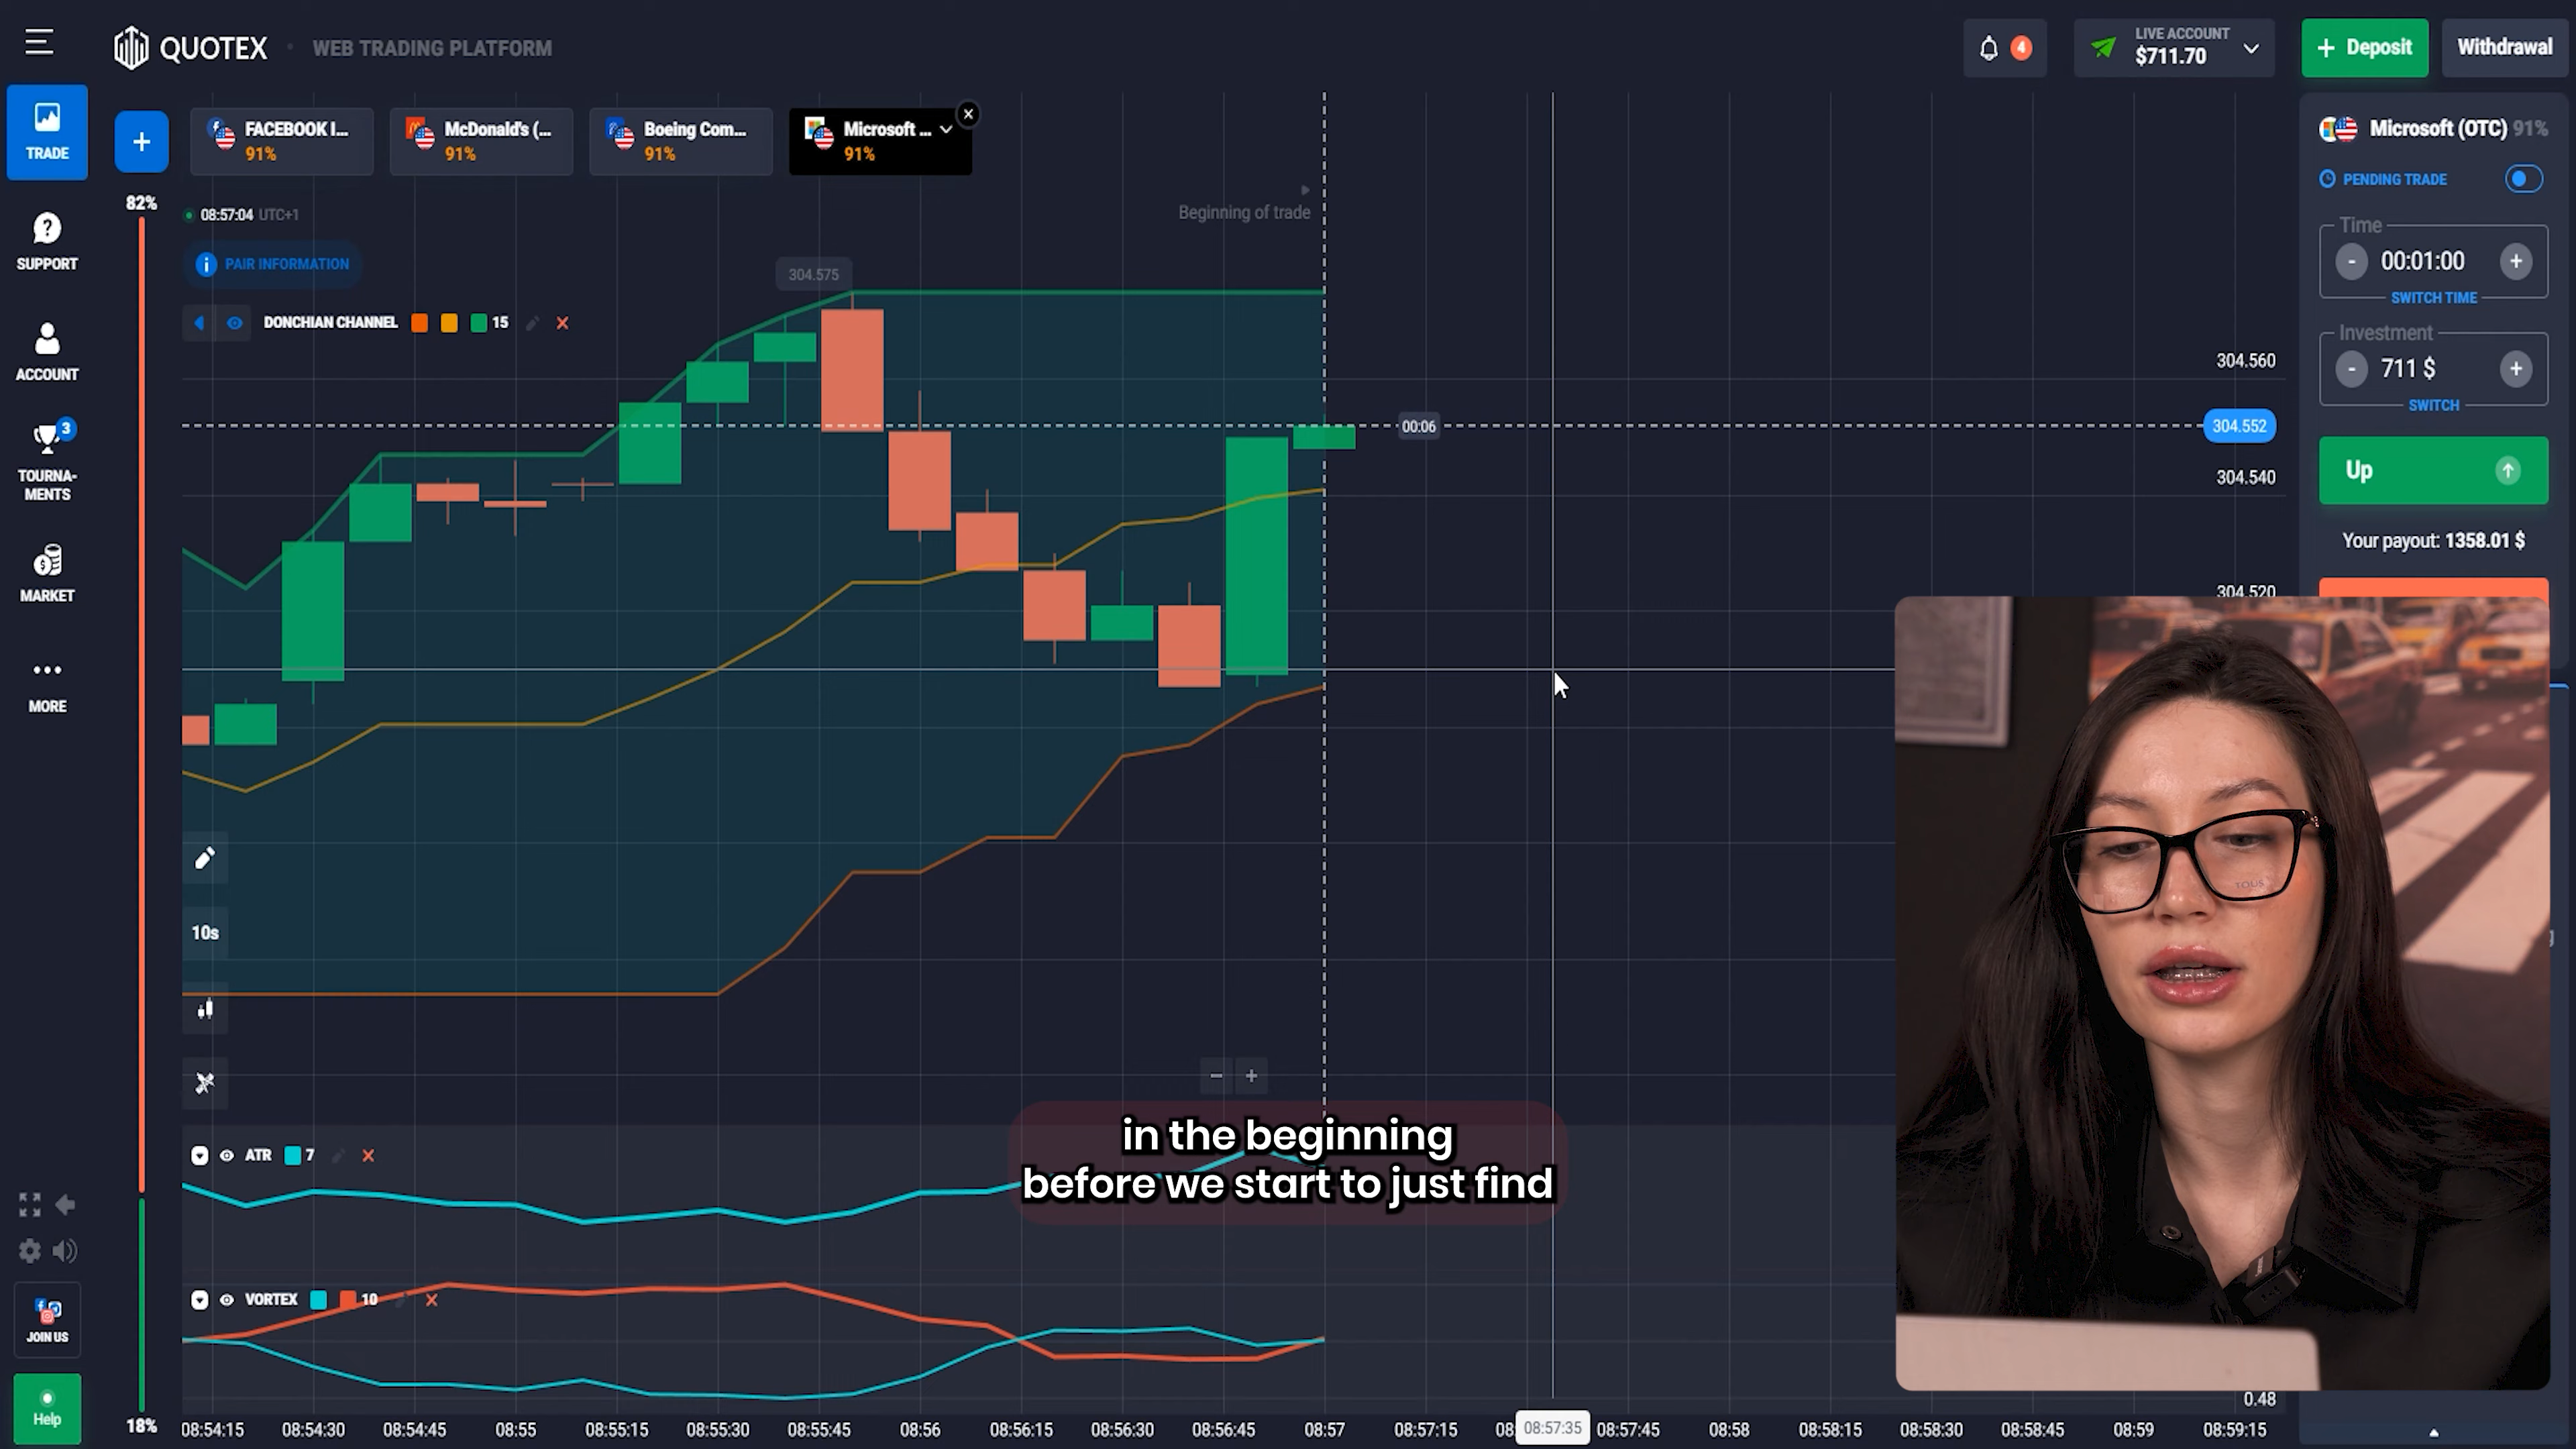 QUOTEX
WEB TRADING PLATFORM
4
LIVE ACCOUNT
$711.70
+ Deposit
Withdrawal
TRADE
SUPPORT
ACCOUNT
3
TOURNA-
MENTS
MARKET
MORE
JOIN US
Help
+
FACEBOOK I...
91%
McDonald's (...
91%
Boeing Com...
91%
Microsoft ...
91%
82%
18%
08:57:04 UTC+1
PAIR INFORMATION
DONCHIAN CHANNEL 15
Beginning of trade
304.575
00:06
304.560
304.552
304.540
304.520
10s
- +
ATR 7
VORTEX 10
0.48
in the beginning
before we start to just find
08:54:15 08:54:30 08:54:45 08:55 08:55:15 08:55:30 08:55:45 08:56 08:56:15 08:56:30 08:56:45 08:57 08:57:15 08:57:35 08:57:45 08:58 08:58:15 08:58:30 08:58:45 08:59 08:59:15
Microsoft (OTC) 91%
PENDING TRADE
Time
- 00:01:00 +
SWITCH TIME
Investment
- 711 $ +
SWITCH
Up
Your payout: 1358.01 $
TOUS